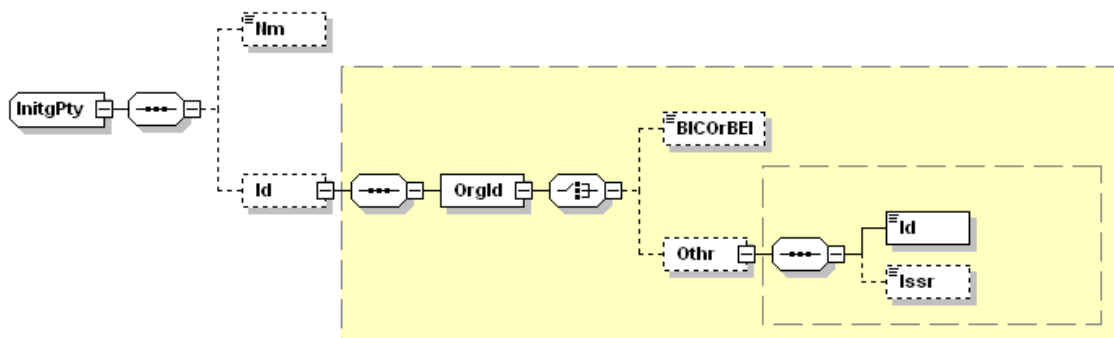 Nm
InitgPty
BICOrBEI
Id
OrgId
Id
Othr
Issr